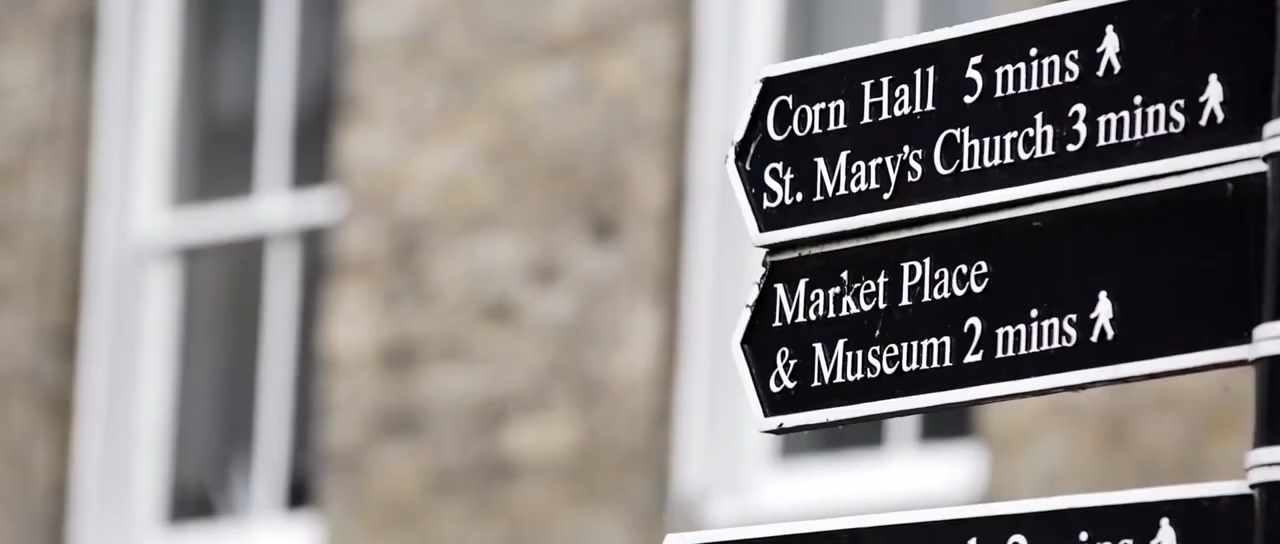 Corn Hall 5 mins
St. Mary's Church 3 mins
Market Place
& Museum 2 mins